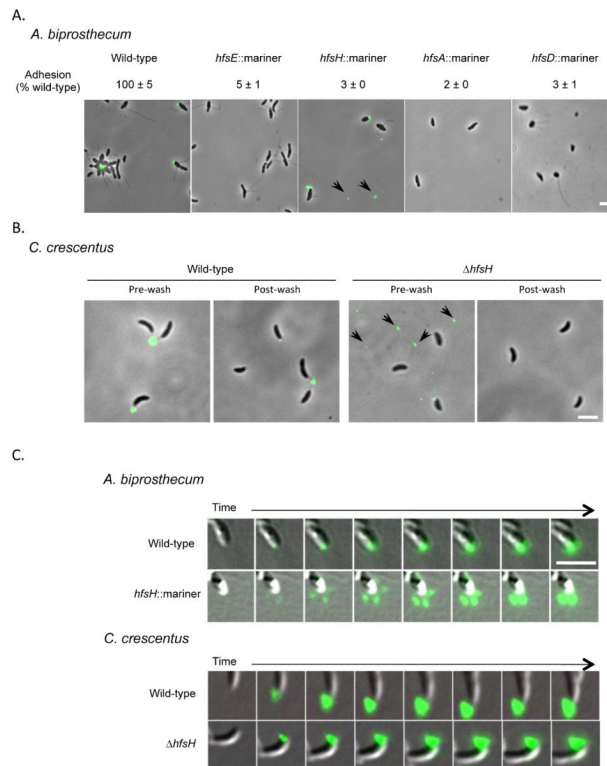 A.
A. biprosthecum
Wild-type hfsE::mariner hfsH::mariner hfsA::mariner hfsD::mariner
Adhesion
(% wild-type) 100 ± 5 5 ± 1 3 ± 0 2 ± 0 3 ± 1
B.
C. crescentus
Wild-type ΔhfsH
Pre-wash Post-wash Pre-wash Post-wash
C.
A. biprosthecum
Time
Wild-type
hfsH::mariner
C. crescentus
Time
Wild-type
ΔhfsH